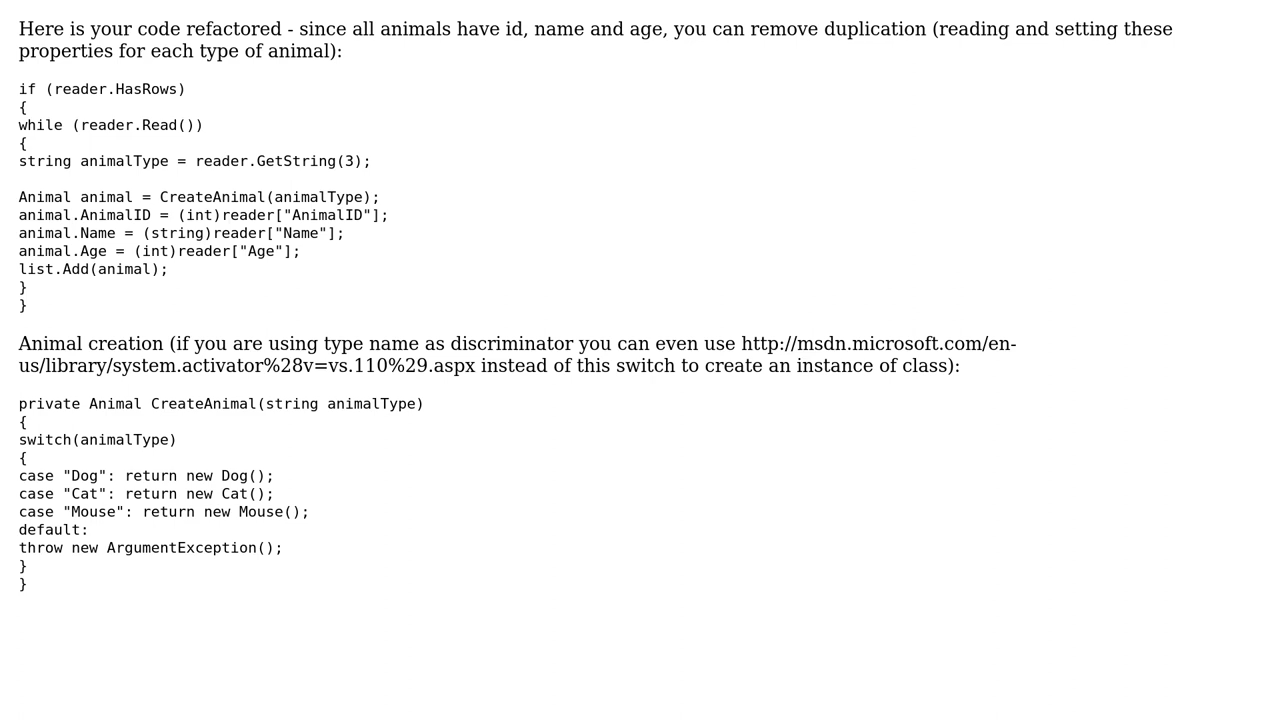 Here is your code refactored - since all animals have id, name and age, you can remove duplication (reading and setting these
properties for each type of animal):
if (reader.HasRows)
{
while (reader.Read())
{
string animalType = reader.GetString(3);
Animal animal = CreateAnimal(animalType);
animal.AnimalID = (int)reader["AnimalID"];
animal.Name = (string)reader["Name"];
animal.Age = (int)reader["Age"];
list.Add(animal);
}
}
Animal creation (if you are using type name as discriminator you can even use http://msdn.microsoft.com/en-
us/library/system.activator%28v=vs.110%29.aspx instead of this switch to create an instance of class):
private Animal CreateAnimal(string animalType)
{
switch(animalType)
{
case "Dog": return new Dog();
case "Cat": return new Cat();
case "Mouse": return new Mouse();
default:
throw new ArgumentException();
}
}